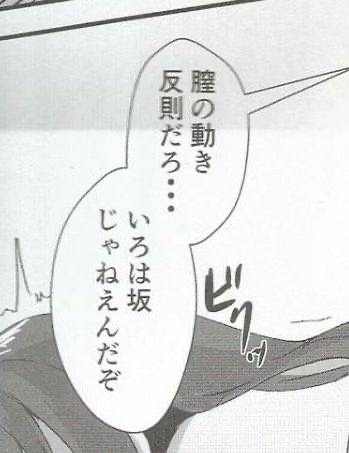 膣の動き
反則だろ・・・
いろは坂
じゃねえんだぞ
ビクッ